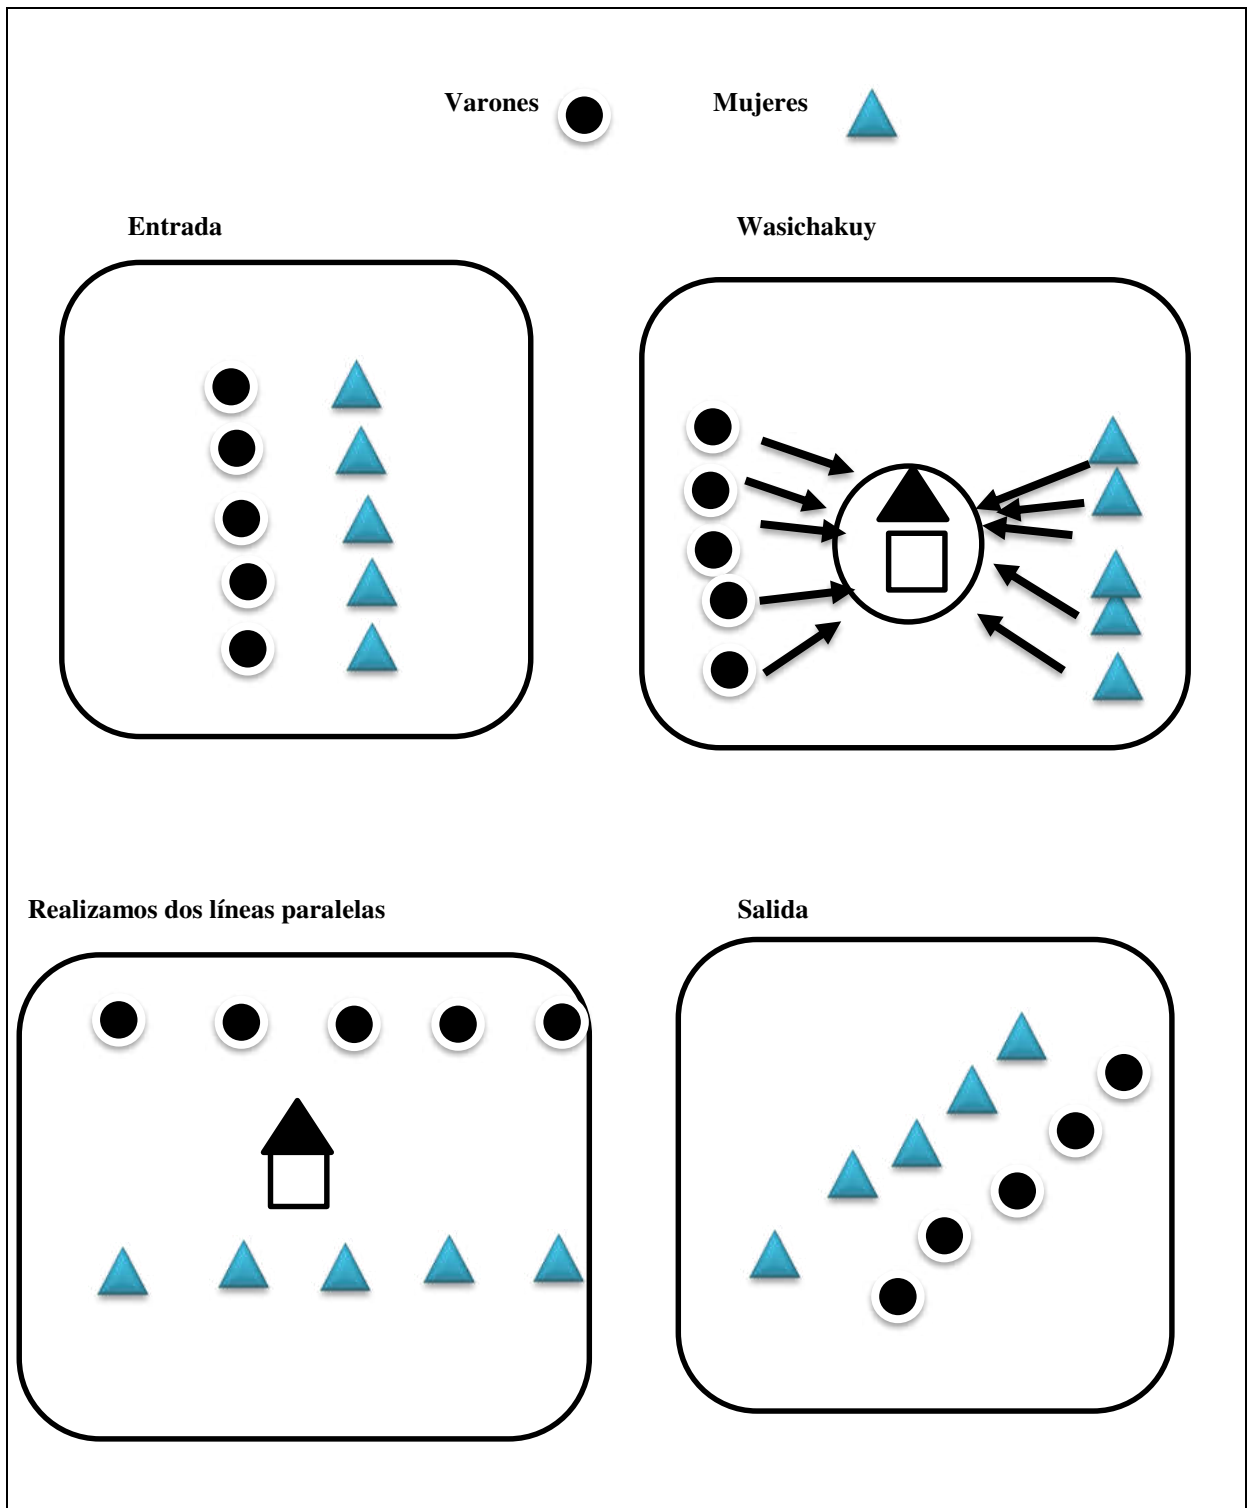 Varones Mujeres
Entrada Wasichakuy
Realizamos dos líneas paralelas Salida